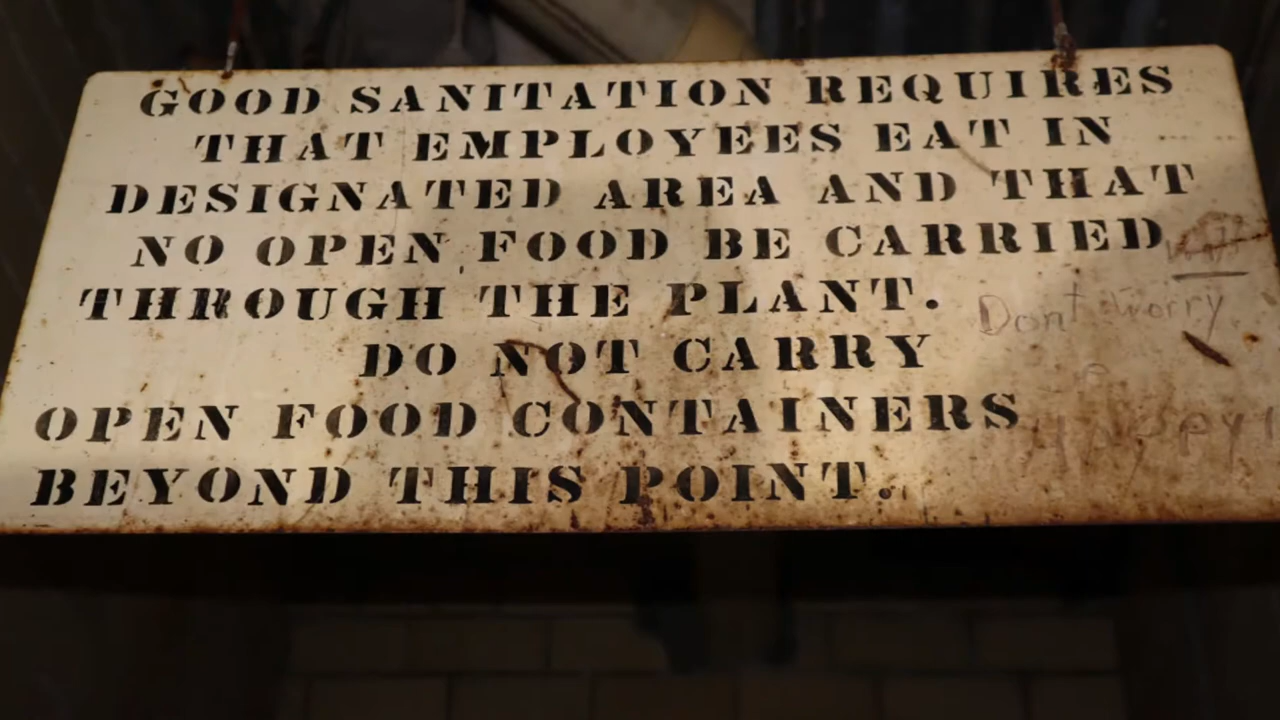 GOOD SANITATION REQUIRES
THAT EMPLOYEES EAT IN
DESIGNATED AREA AND THAT
NO OPEN FOOD BE CARRIED
THROUGH THE PLANT.
Dont worry
DO NOT CARRY
OPEN FOOD CONTAINERS
HAPPY!
BEYOND THIS POINT.